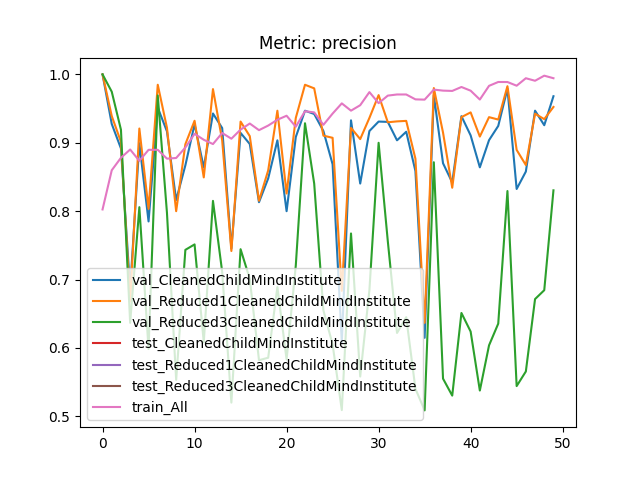 Metric: precision
1.0
0.9
0.8
0.7
0.6
0.5
val_CleanedChildMindInstitute
val_Reduced1CleanedChildMindInstitute
val_Reduced3CleanedChildMindInstitute
test_CleanedChildMindInstitute
test_Reduced1CleanedChildMindInstitute
test_Reduced3CleanedChildMindInstitute
train_All
0 10 20 30 40 50